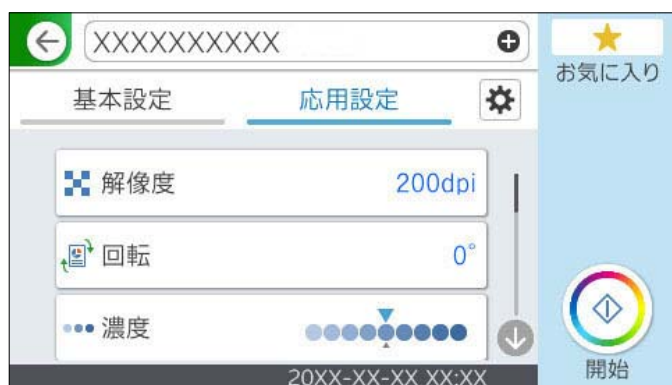 XXXXXXXXXX
お気に入り
基本設定
応用設定
解像度 200dpi
回転 0°
濃度
開始
20XX-XX-XX XX:XX